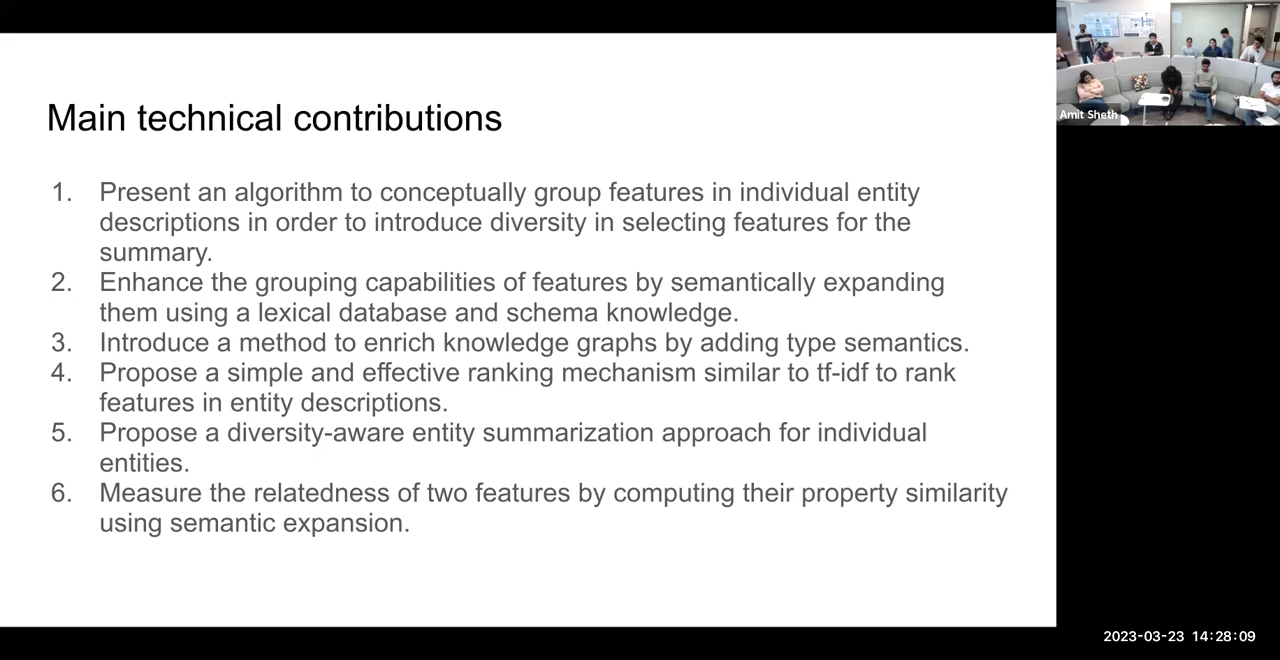 Main technical contributions
1. Present an algorithm to conceptually group features in individual entity
descriptions in order to introduce diversity in selecting features for the
summary.
2. Enhance the grouping capabilities of features by semantically expanding
them using a lexical database and schema knowledge.
3. Introduce a method to enrich knowledge graphs by adding type semantics.
4. Propose a simple and effective ranking mechanism similar to tf-idf to rank
features in entity descriptions.
5. Propose a diversity-aware entity summarization approach for individual
entities.
6. Measure the relatedness of two features by computing their property similarity
using semantic expansion.
Amit Sheth
2023-03-23 14:28:09